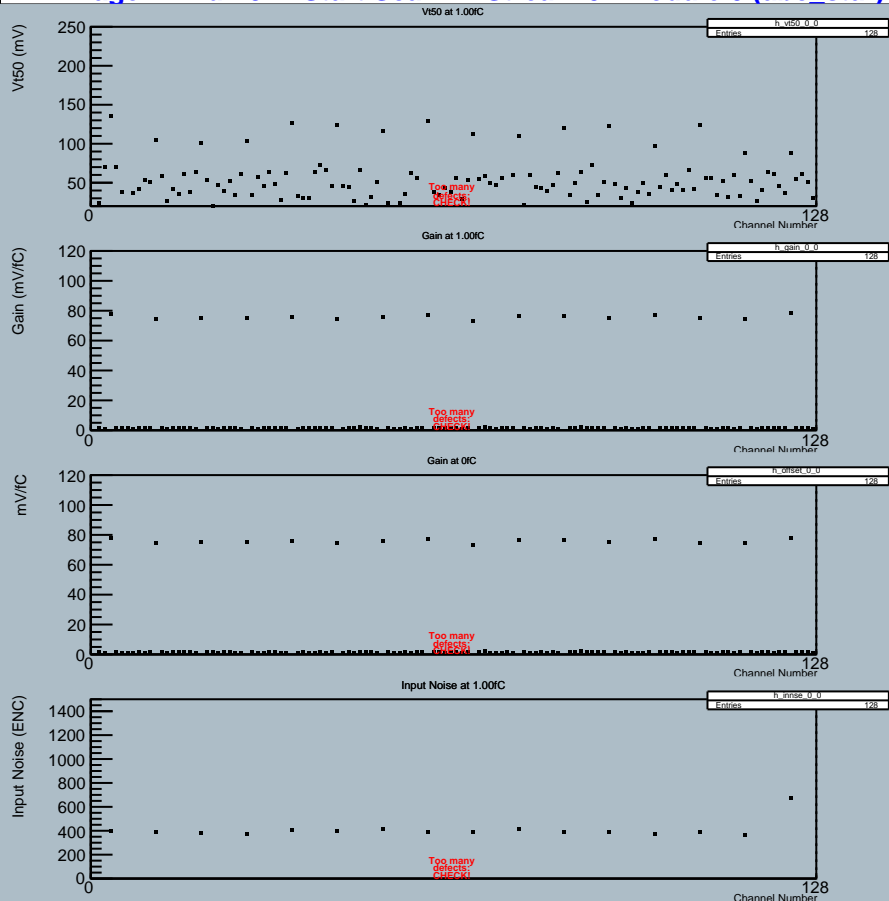 Vt50 at 1.00fC
h_vt50_0_0
Entries 128
Vt50 (mV)
250
200
150
100
50
0
128
Too many
defects:
CHECK!
Channel Number
Gain at 1.00fC
h_gain_0_0
Entries 128
Gain (mV/fC)
120
100
80
60
40
20
0
0
128
Too many
defects:
CHECK!
Channel Number
Gain at 0fC
h_offset_0_0
Entries 128
mV/fC
120
100
80
60
40
20
0
0
128
Too many
defects:
CHECK!
Channel Number
Input Noise at 1.00fC
h_innse_0_0
Entries 128
Input Noise (ENC)
1400
1200
1000
800
600
400
200
0
0
128
Too many
defects:
CHECK!
Channel Number